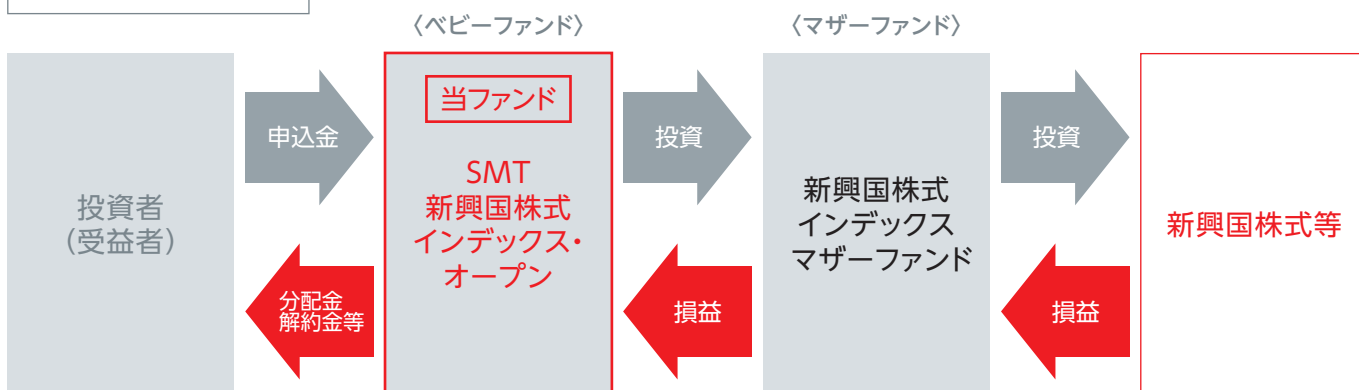 〈ベビーファンド〉
〈マザーファンド〉
投資者
（受益者）
申込金
分配金
解約金等
当ファンド
SMT
新興国株式
インデックス・
オープン
投資
損益
新興国株式
インデックス
マザーファンド
投資
損益
新興国株式等